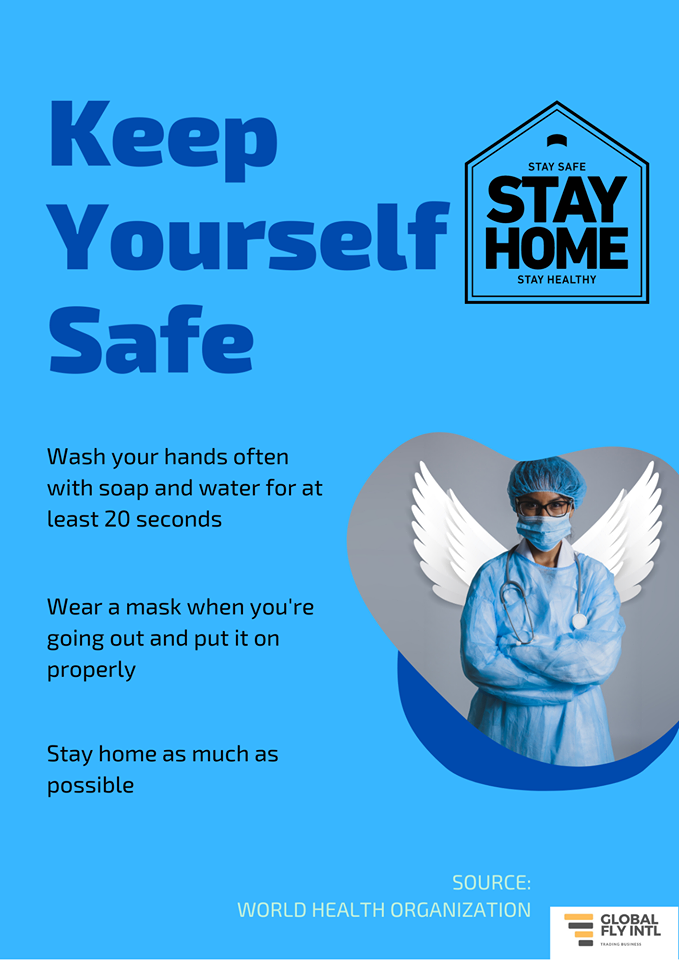 Keep
Yourself
Safe
STAY SAFE
STAY
HOME
STAY HEALTHY
Wash your hands often
with soap and water for at
least 20 seconds
Wear a mask when you're
going out and put it on
properly
Stay home as much as
possible
SOURCE:
WORLD HEALTH ORGANIZATION
GLOBAL
FLY INTL
TRADING BUSINESS